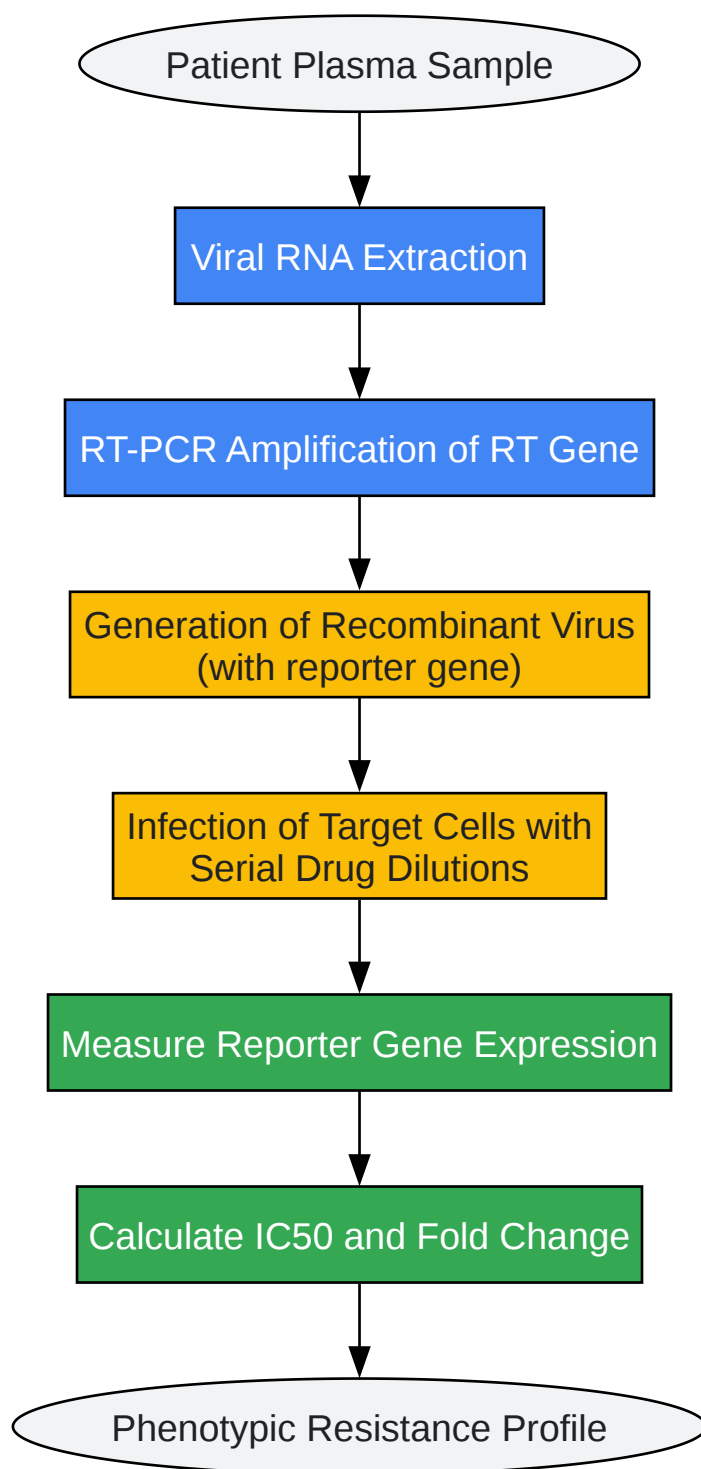 Patient Plasma Sample
Viral RNA Extraction
RT-PCR Amplification of RT Gene
Generation of Recombinant Virus
(with reporter gene)
Infection of Target Cells with
Serial Drug Dilutions
Measure Reporter Gene Expression
Calculate IC50 and Fold Change
Phenotypic Resistance Profile